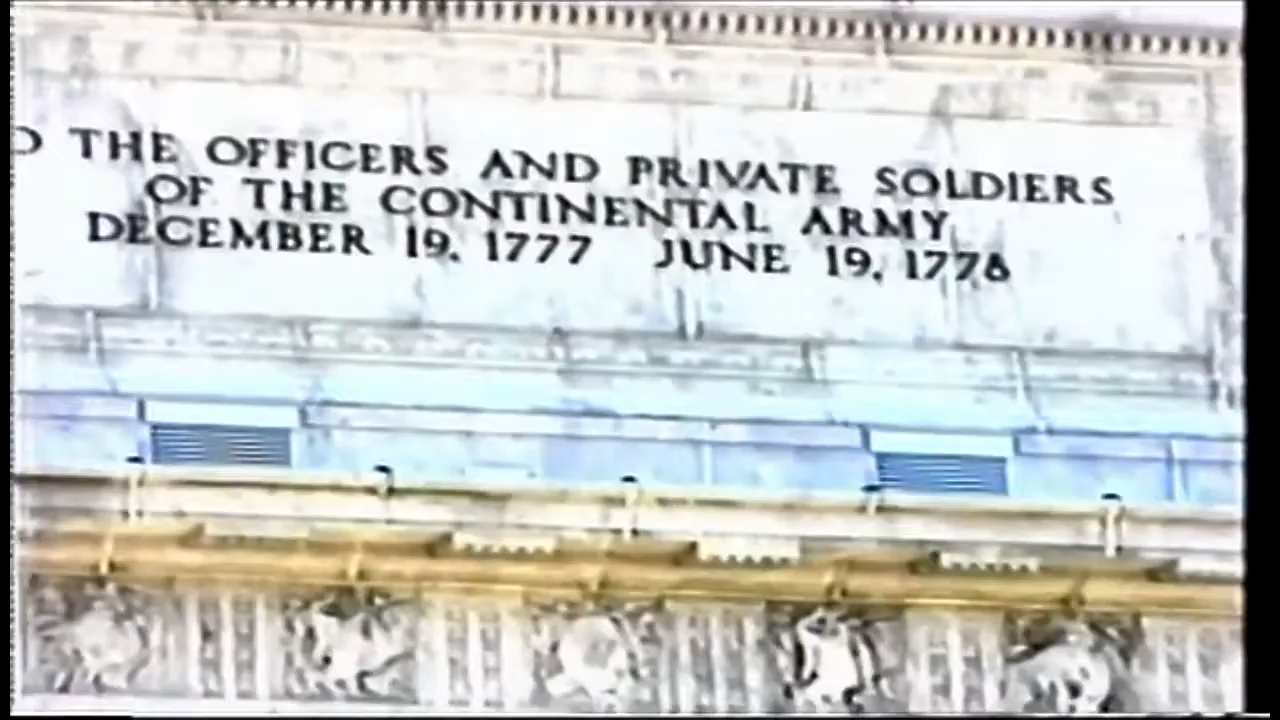 THE OFFICERS AND PRIVATE SOLDIERS
OF THE CONTINENTAL ARMY
DECEMBER 19, 1777 JUNE 19, 1778